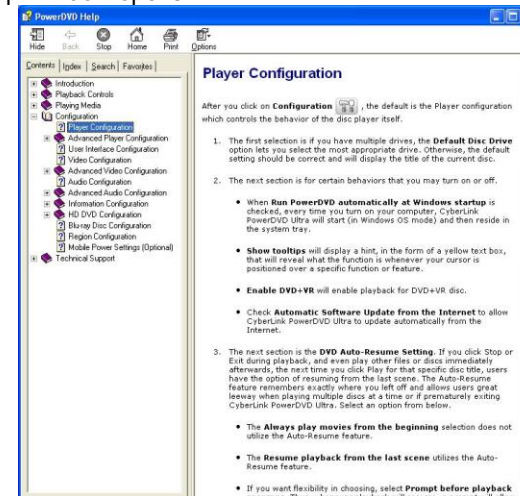 PowerDVD Help
Hide Back Stop Home Print Options
Contents Index Search Favorites
Introduction
Playback Controls
Playing Media
Configuration
Player Configuration
Advanced Player Configuration
User Interface Configuration
Video Configuration
Advanced Video Configuration
Audio Configuration
Advanced Audio Configuration
Information Configuration
HD DVD Configuration
Blu-ray Disc Configuration
Region Configuration
Mobile Power Settings (Optional)
Technical Support
Player Configuration
After you click on Configuration , the default is the Player configuration
which controls the behavior of the disc player itself.
1. The first selection is if you have multiple drives, the Default Disc Drive
option lets you select the most appropriate drive. Otherwise, the default
setting should be correct and will display the title of the current disc.
2. The next section is for certain behaviors that you may turn on or off.
• When Run PowerDVD automatically at Windows startup is
checked, every time you turn on your computer, CyberLink
PowerDVD Ultra will start (in Windows OS mode) and then reside in
the system tray.
• Show tooltips will display a hint, in the form of a yellow text box,
that will reveal what the function is whenever your cursor is
positioned over a specific function or feature.
• Enable DVD+VR will enable playback for DVD+VR disc.
• Check Automatic Software Update from the Internet to allow
CyberLink PowerDVD Ultra to update automatically from the
Internet.
3. The next section is the DVD Auto-Resume Setting. If you click Stop or
Exit during playback, and even play other files or discs immediately
afterwards, the next time you click Play for that specific disc title, users
have the option of resuming from the last scene. The Auto-Resume
feature remembers exactly where you left off and allows users great
leeway when playing multiple discs at a time or if prematurely exiting
CyberLink PowerDVD Ultra. Select an option from below.
• The Always play movies from the beginning selection does not
utilize the Auto-Resume feature.
• The Resume playback from the last scene utilizes the Auto-
Resume feature.
• If you want flexibility in choosing, select Prompt before playback